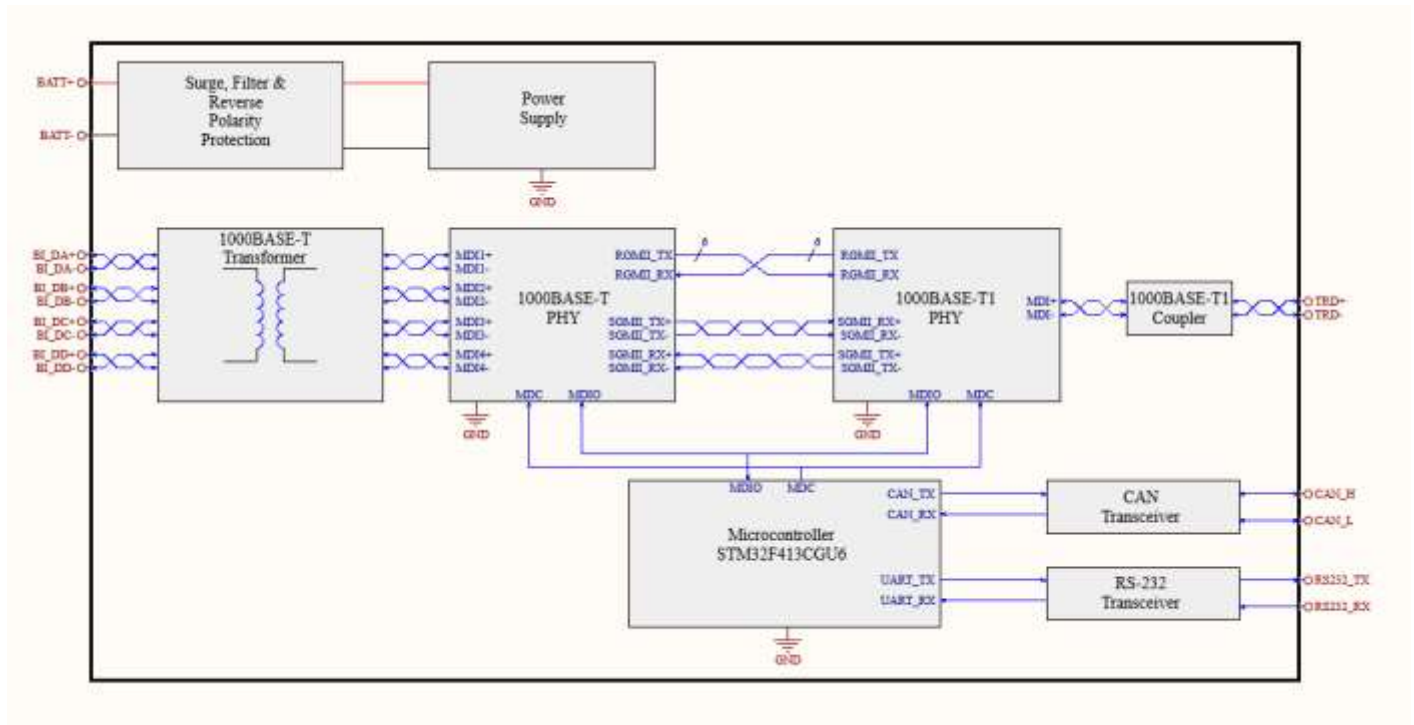 BATT+
BATT-
Surge, Filter &
Reverse
Polarity
Protection
Power
Supply
GND
BI_DA+
BI_DA-
BI_DB+
BI_DB-
BI_DC+
BI_DC-
BI_DD+
BI_DD-
1000BASE-T
Transformer
MDI1+
MDI1-
MDI2+
MDI2-
MDI3+
MDI3-
MDI4+
MDI4-
1000BASE-T
PHY
RGMII_TX
RGMII_RX
SGMII_TX+
SGMII_TX-
SGMII_RX+
SGMII_RX-
MDC
MDIO
GND
6
6
RGMII_TX
RGMII_RX
1000BASE-T1
PHY
SGMII_RX+
SGMII_RX-
SGMII_TX+
SGMII_TX-
MDI+
MDI-
MDIO
MDC
GND
1000BASE-T1
Coupler
TRD+
TRD-
MDIO
MDC
Microcontroller
STM32F413CGU6
CAN_TX
CAN_RX
UART_TX
UART_RX
GND
CAN
Transceiver
CAN_H
CAN_L
RS-232
Transceiver
RS232_TX
RS232_RX